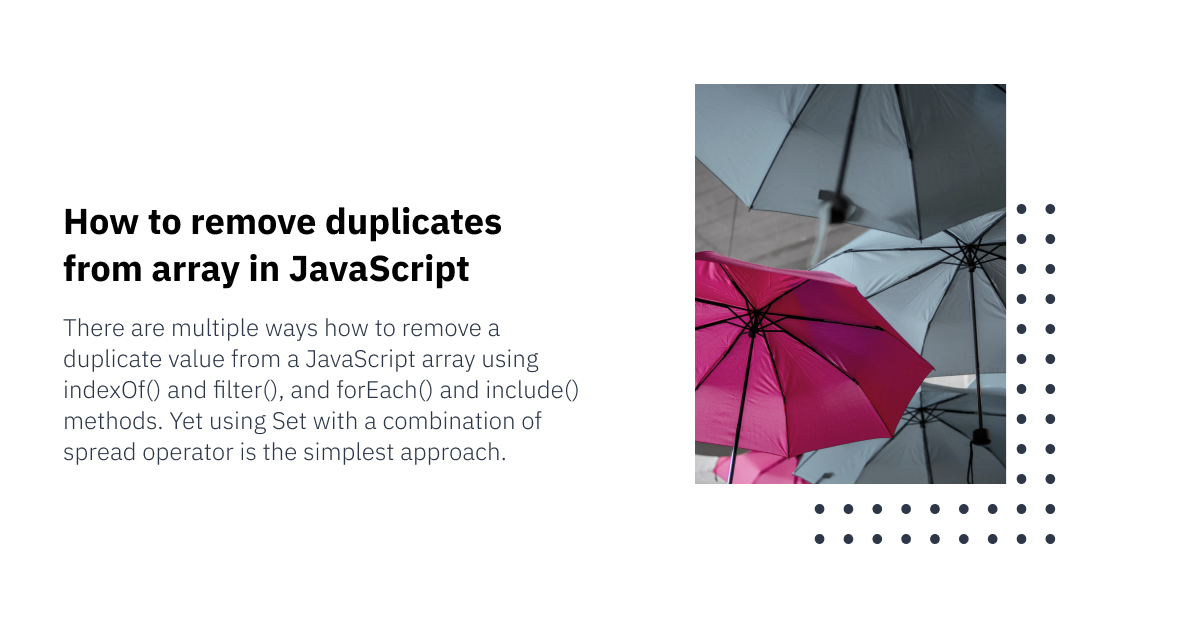 How to remove duplicates
from array in JavaScript
There are multiple ways how to remove a
duplicate value from a JavaScript array using
indexOf() and filter(), and forEach() and include()
methods. Yet using Set with a combination of
spread operator is the simplest approach.